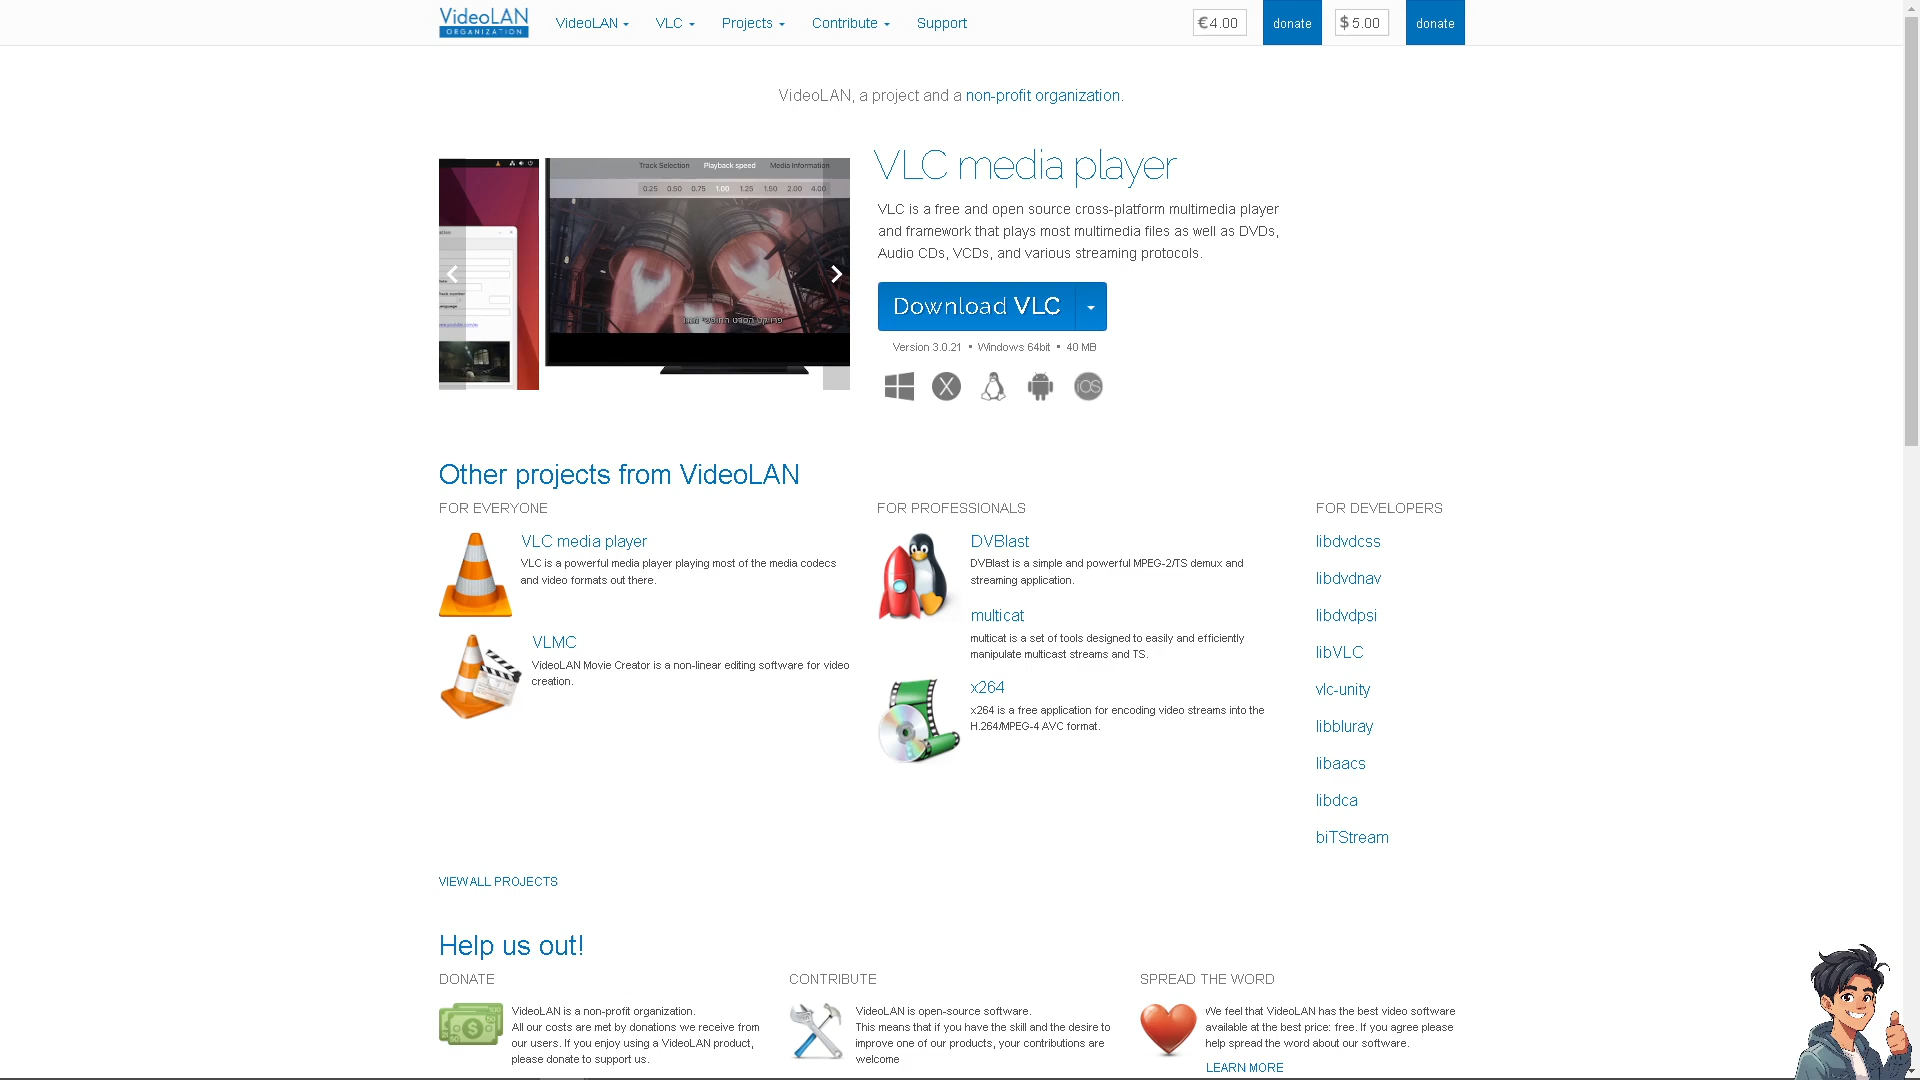 VideoLAN
ORGANIZATION
VideoLAN
VLC
Projects
Contribute
Support
€ 4.00
donate
$ 5.00
donate
VideoLAN, a project and a non-profit organization.
Track Selection
Playback speed
Media Information
0.25 0.50 0.75 1.00 1.25 1.50 2.00 4.00
VLC media player
VLC is a free and open source cross-platform multimedia player
and framework that plays most multimedia files as well as DVDs,
Audio CDs, VCDs, and various streaming protocols.
Download VLC
Version 3.0.21 • Windows 64bit • 40 MB
X
iOS
Other projects from VideoLAN
FOR EVERYONE
VLC media player
VLC is a powerful media player playing most of the media codecs
and video formats out there.
VLMC
VideoLAN Movie Creator is a non-linear editing software for video
creation.
FOR PROFESSIONALS
DVBlast
DVBlast is a simple and powerful MPEG-2/TS demux and
streaming application.
multicat
multicat is a set of tools designed to easily and efficiently
manipulate multicast streams and TS.
x264
x264 is a free application for encoding video streams into the
H.264/MPEG-4 AVC format.
FOR DEVELOPERS
libdvdcss
libdvdnav
libdvdpsi
libVLC
vlc-unity
libbluray
libaacs
libdca
biTStream
VIEW ALL PROJECTS
Help us out!
DONATE
VideoLAN is a non-profit organization.
All our costs are met by donations we receive from
our users. If you enjoy using a VideoLAN product,
please donate to support us.
CONTRIBUTE
VideoLAN is open-source software.
This means that if you have the skill and the desire to
improve one of our products, your contributions are
welcome
SPREAD THE WORD
We feel that VideoLAN has the best video software
available at the best price: free. If you agree please
help spread the word about our software.
LEARN MORE